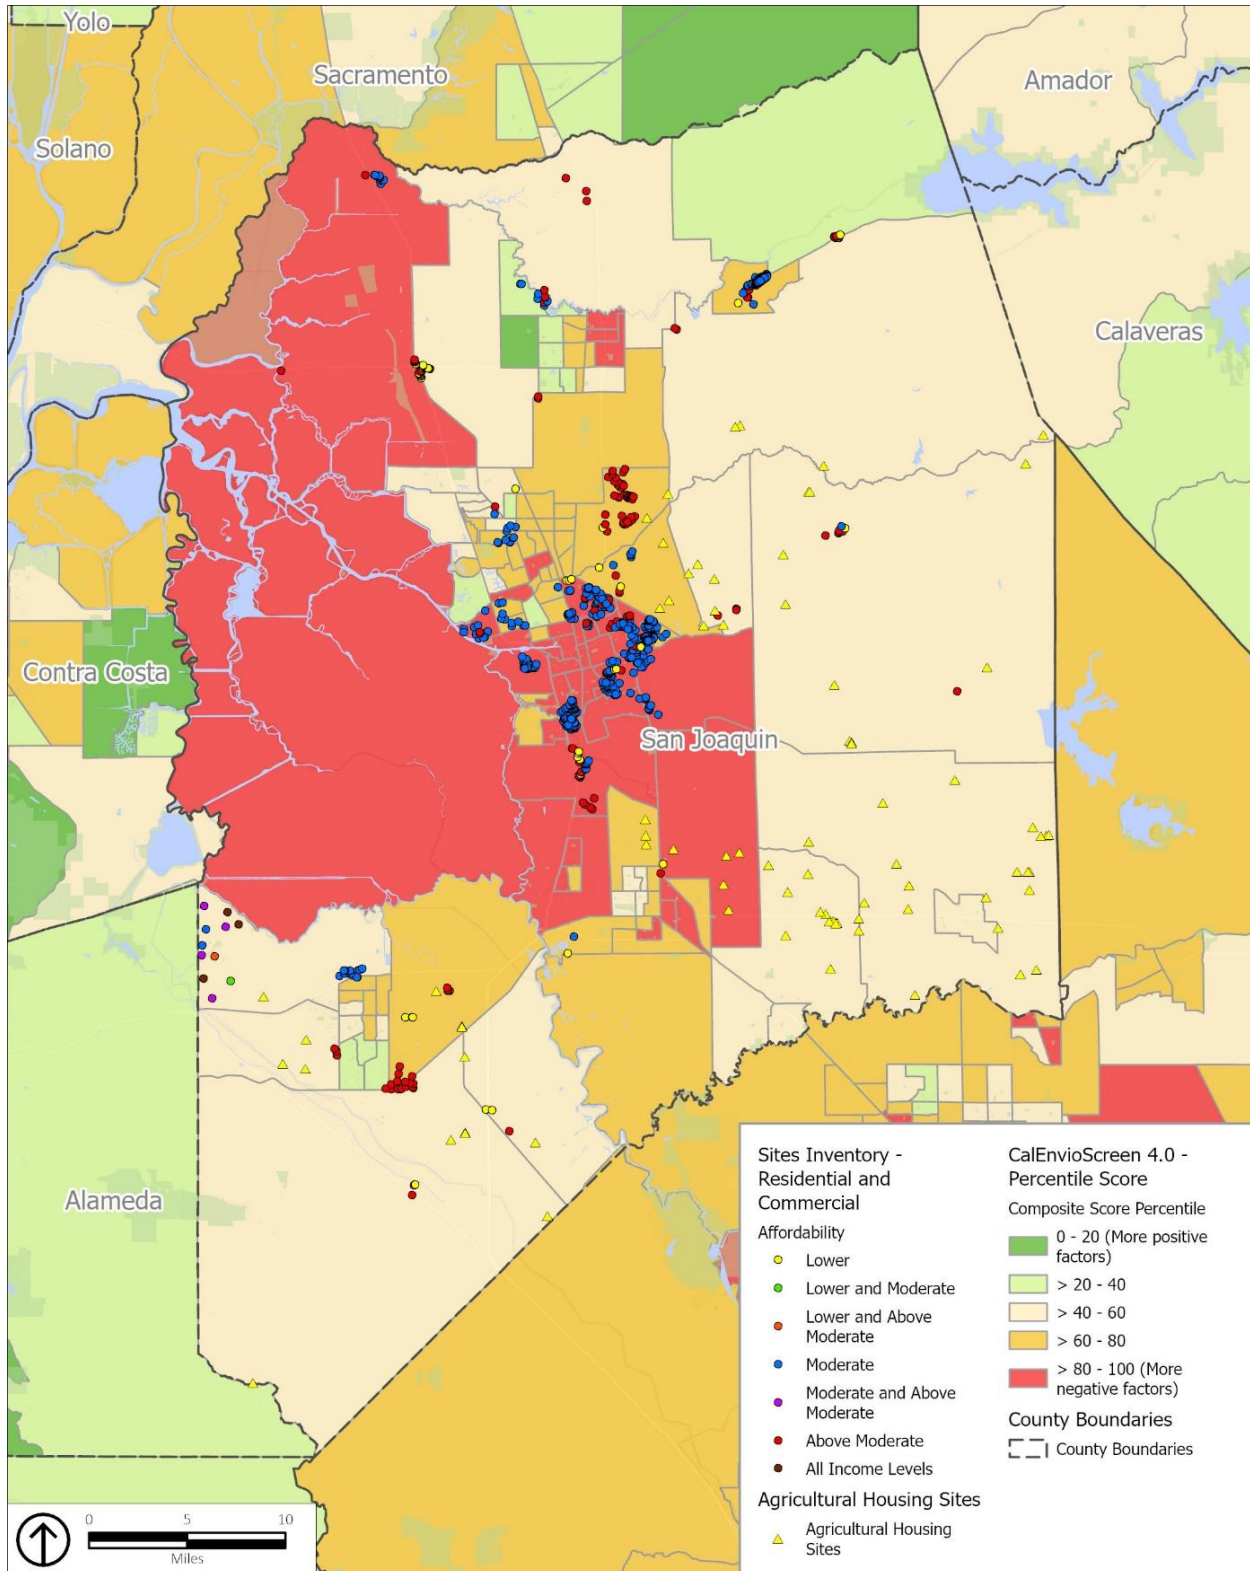 Yolo
Sacramento
Amador
Solano
Calaveras
Contra Costa
San Joaquin
Alameda
Sites Inventory -
Residential and
Commercial
Affordability
Lower
Lower and Moderate
Lower and Above
Moderate
Moderate
Moderate and Above
Moderate
Above Moderate
All Income Levels
Agricultural Housing Sites
Agricultural Housing
Sites
CalEnvioScreen 4.0 -
Percentile Score
Composite Score Percentile
0 - 20 (More positive
factors)
> 20 - 40
> 40 - 60
> 60 - 80
> 80 - 100 (More
negative factors)
County Boundaries
County Boundaries
0 5 10
Miles